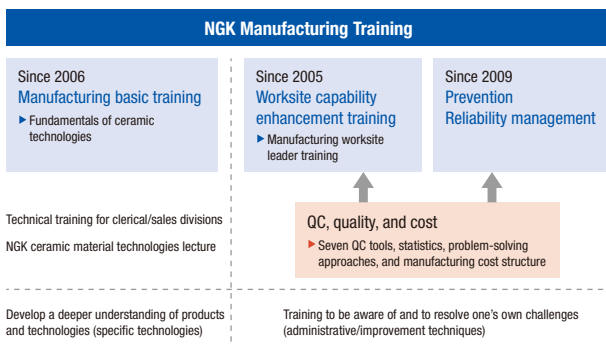 NGK Manufacturing Training
Since 2006
Manufacturing basic training
▶ Fundamentals of ceramic
technologies
Since 2005
Worksite capability
enhancement training
▶ Manufacturing worksite
leader training
Since 2009
Prevention
Reliability management
Technical training for clerical/sales divisions
NGK ceramic material technologies lecture
QC, quality, and cost
▶ Seven QC tools, statistics, problem-solving
approaches, and manufacturing cost structure
Develop a deeper understanding of products
and technologies (specific technologies)
Training to be aware of and to resolve one's own challenges
(administrative/improvement techniques)